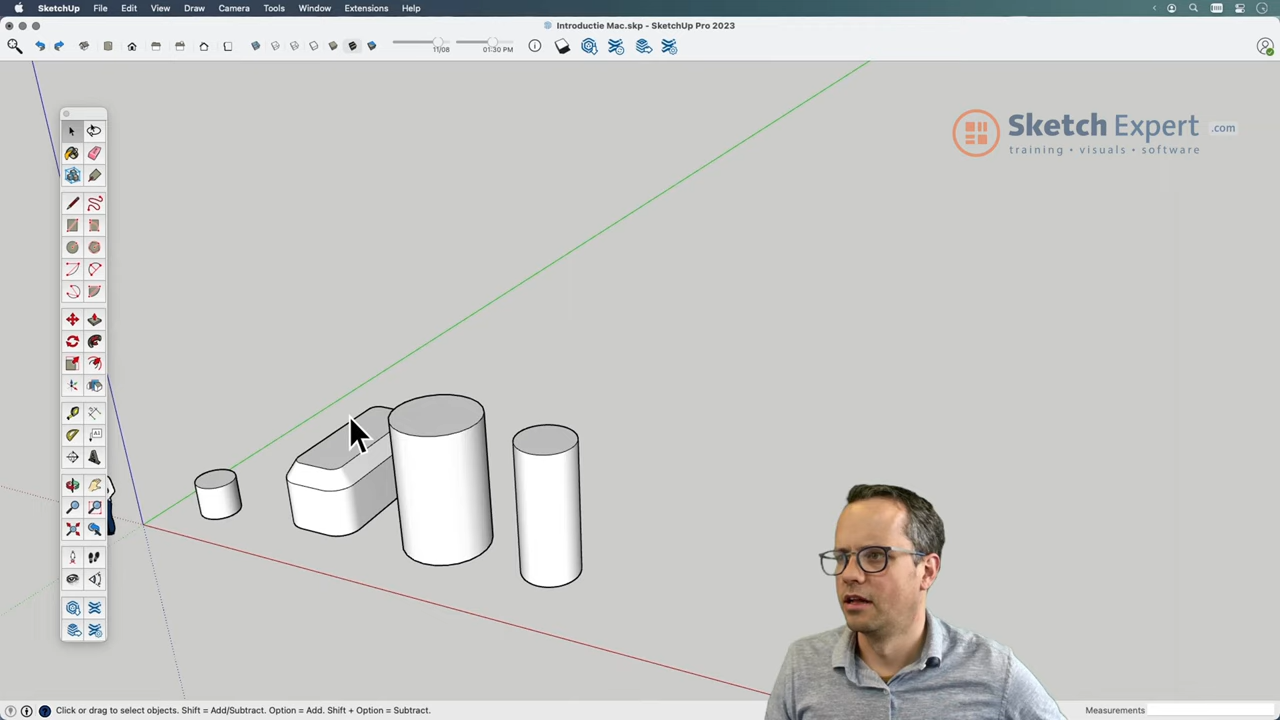 SketchUp File Edit View Draw Camera Tools Window Extensions Help
Introductie Mac.skp - SketchUp Pro 2023
11/08 01:30 PM
Sketch Expert .com
training • visuals • software
A1
Click or drag to select objects. Shift = Add/Subtract. Option = Add. Shift + Option = Subtract.
Measurements